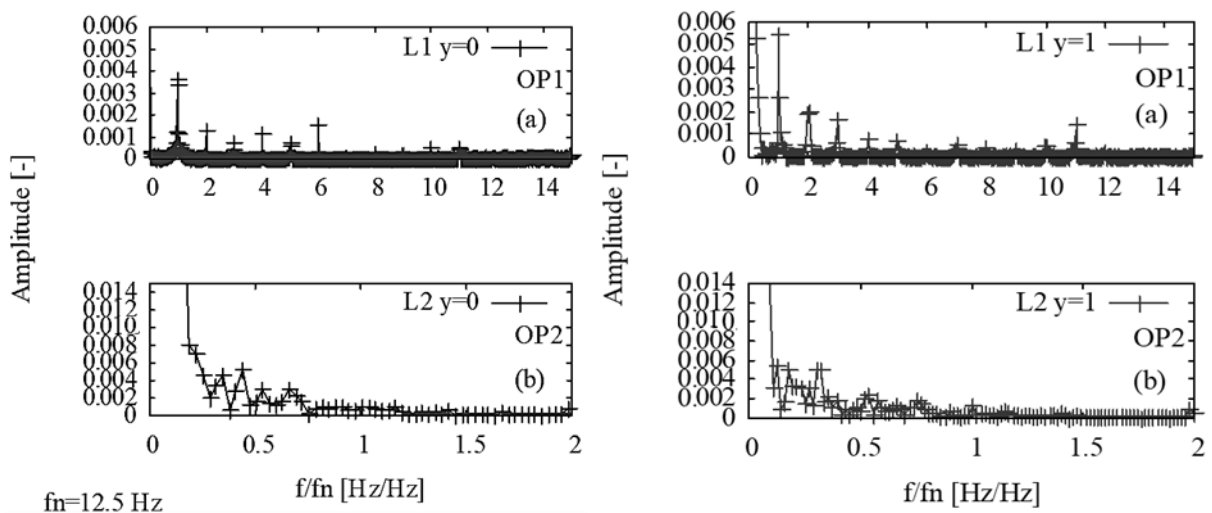 0.006
0.005
0.004
0.003
0.002
0.001
0
L1 y=0
OP1
(a)
0 2 4 6 8 10 12 14
Amplitude [-]
0.014
0.012
0.010
0.008
0.006
0.004
0.002
0
L2 y=0
OP2
(b)
0 0.5 1 1.5 2
f/fn [Hz/Hz]
fn=12.5 Hz
0.006
0.005
0.004
0.003
0.002
0.001
0
L1 y=1
OP1
(a)
0 2 4 6 8 10 12 14
Amplitude [-]
0.014
0.012
0.010
0.008
0.006
0.004
0.002
0
L2 y=1
OP2
(b)
0 0.5 1 1.5 2
f/fn [Hz/Hz]